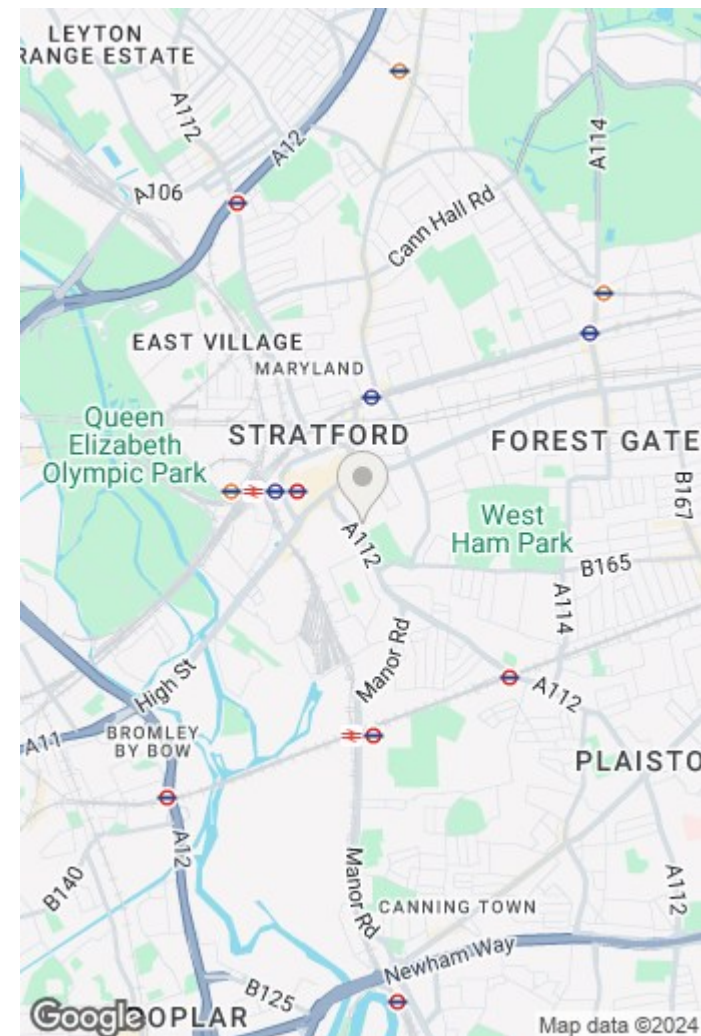 LEYTON
RANGE ESTATE
A112
A12
A114
A106
Cann Hall Rd
EAST VILLAGE
MARYLAND
Queen
Elizabeth
Olympic Park
STRATFORD
FOREST GATE
B167
West
Ham Park
A112
B165
A114
Manor Rd
High St
A112
A11
BROMLEY
BY BOW
PLAISTO
A12
B140
Manor Rd
A112
CANNING TOWN
Newham Way
B125
Google
OPLAR
Map data ©2024